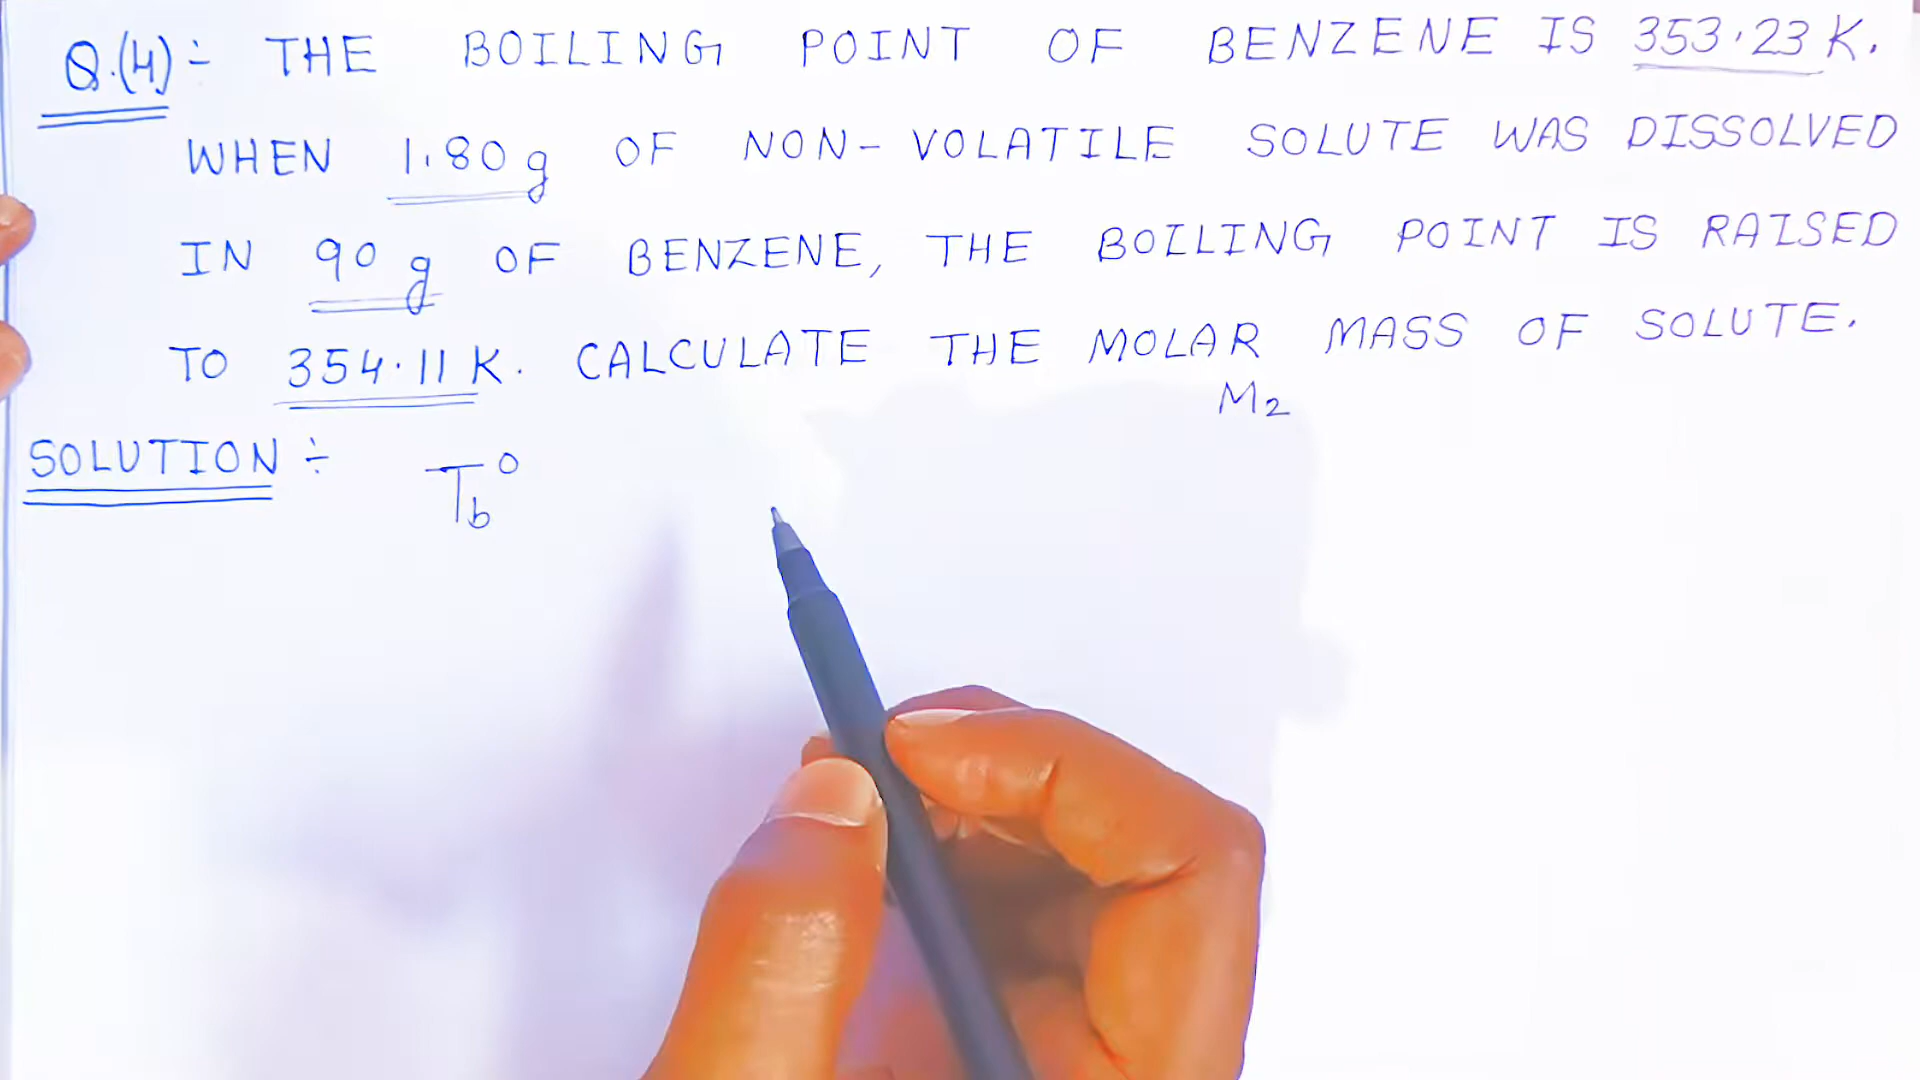 Q.(4):- THE BOILING POINT OF BENZENE IS 353.23 K.
WHEN 1.80 g OF NON-VOLATILE SOLUTE WAS DISSOLVED
IN 90 g OF BENZENE, THE BOILING POINT IS RAISED
TO 354.11 K. CALCULATE THE MOLAR MASS OF SOLUTE.
M2
SOLUTION ÷ Tb°